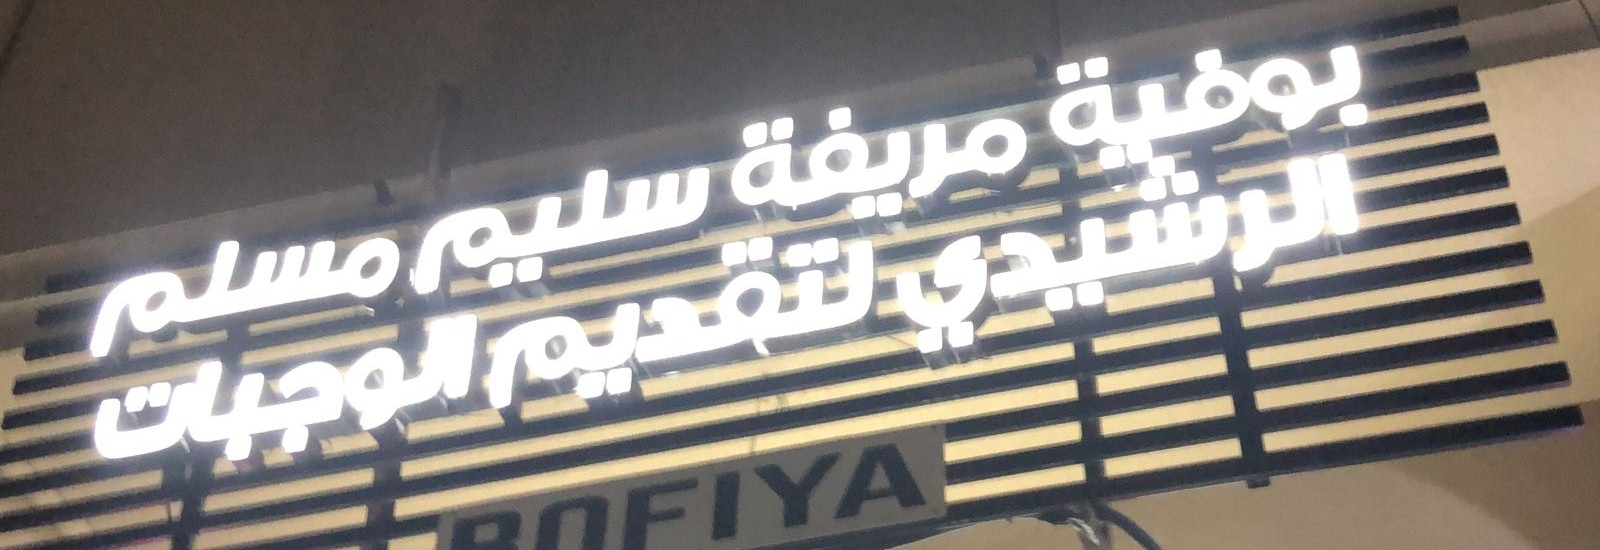 بوفية مريفة سليم مسلم
الرشيدي لتقديم الوجبات
BOFIYA